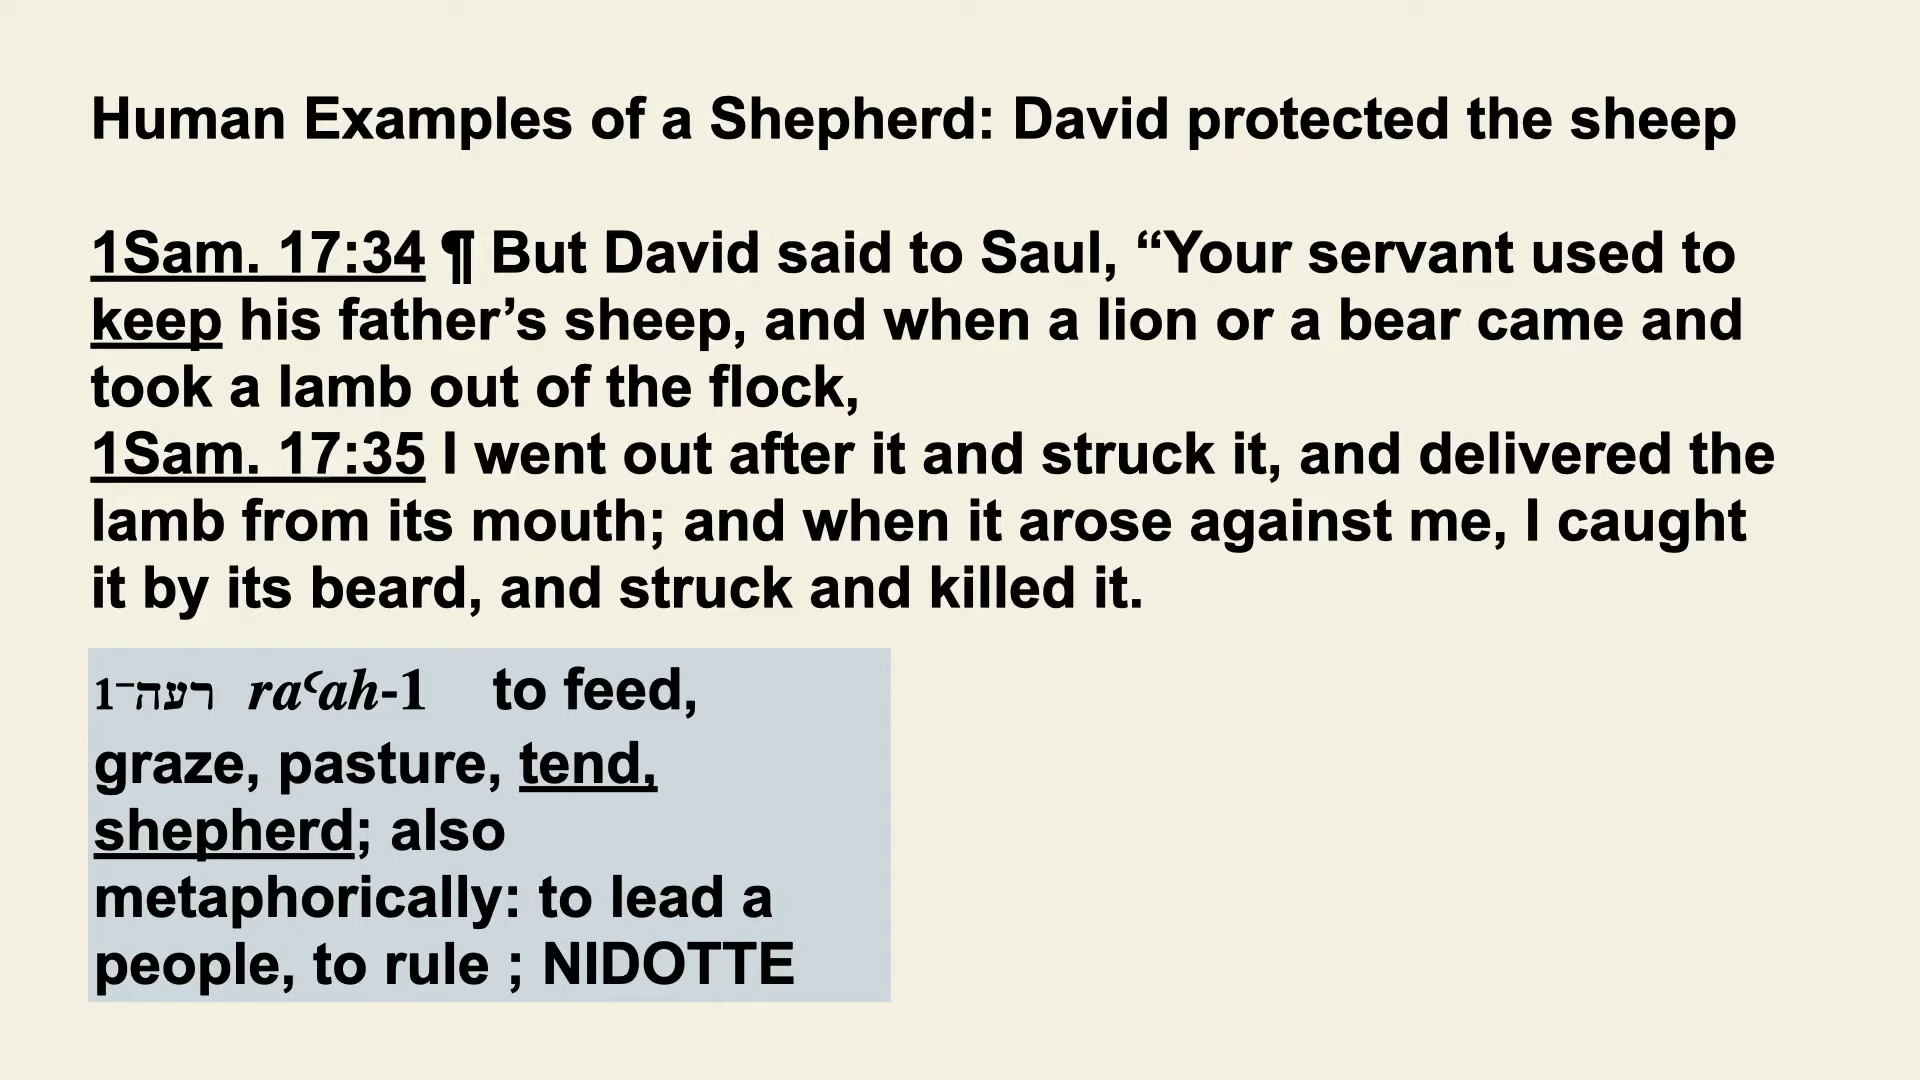 Human Examples of a Shepherd: David protected the sheep
1Sam. 17:34 ¶ But David said to Saul, “Your servant used to
keep his father’s sheep, and when a lion or a bear came and
took a lamb out of the flock,
1Sam. 17:35 I went out after it and struck it, and delivered the
lamb from its mouth; and when it arose against me, I caught
it by its beard, and struck and killed it.
רעה־1 raʿah-1 to feed,
graze, pasture, tend,
shepherd; also
metaphorically: to lead a
people, to rule ; NIDOTTE